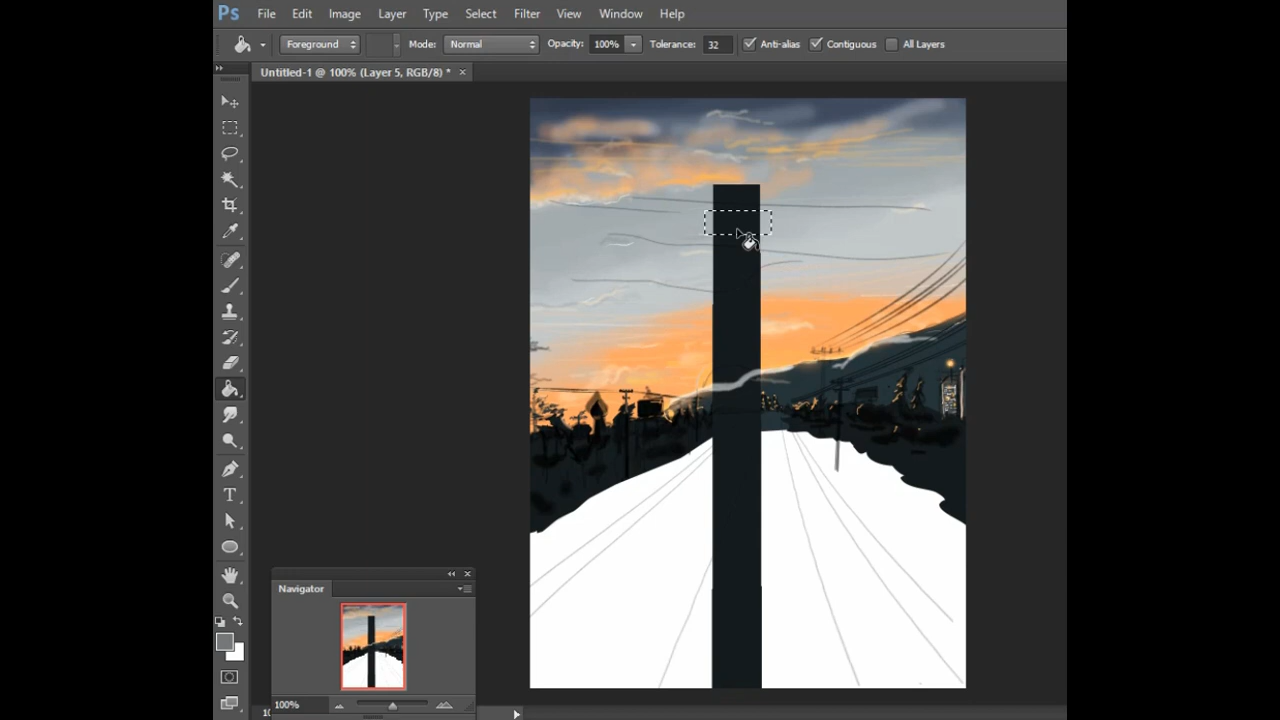 Ps File Edit Image Layer Type Select Filter View Window Help
Foreground Mode: Normal Opacity: 100% Tolerance: 32 Anti-alias Contiguous All Layers
Untitled-1 @ 100% (Layer 5, RGB/8) *
T
Navigator
100%